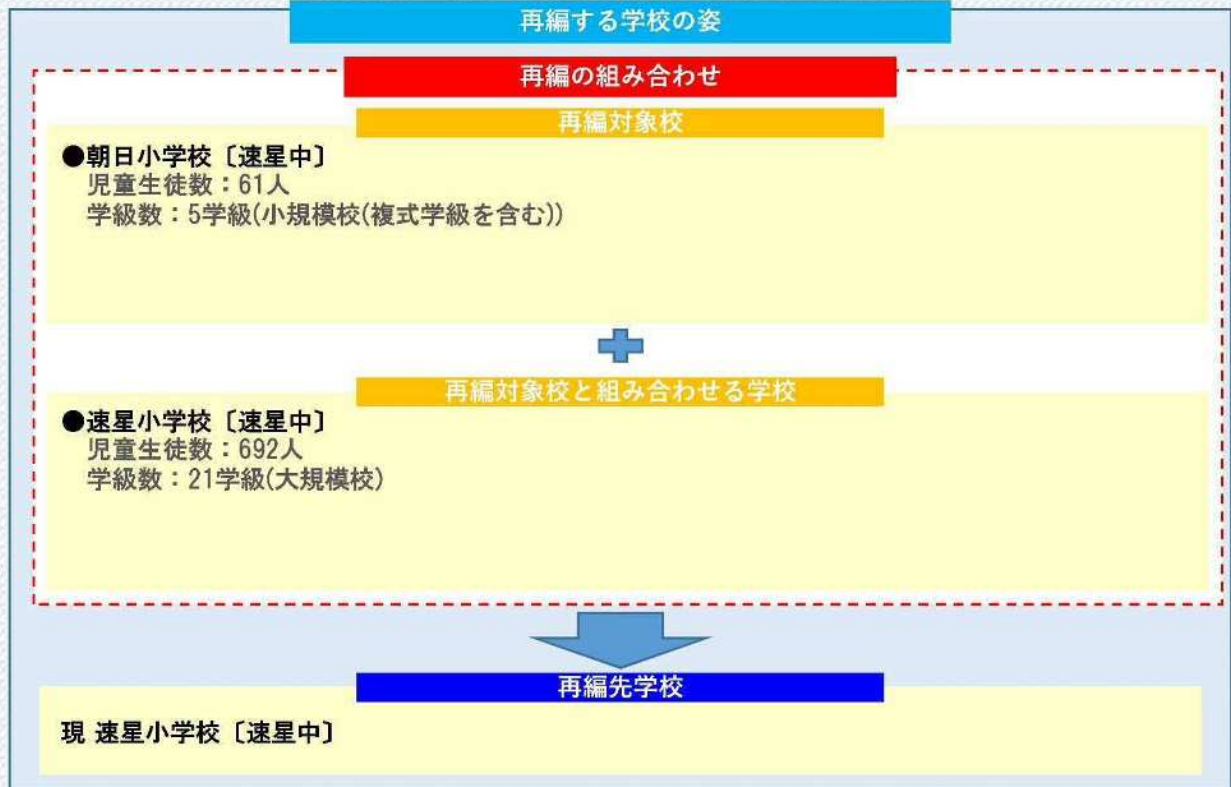 再編する学校の姿
再編の組み合わせ
再編対象校
●朝日小学校〔速星中〕
児童生徒数：61人
学級数：5学級(小規模校(複式学級を含む))
再編対象校と組み合わせる学校
●速星小学校〔速星中〕
児童生徒数：692人
学級数：21学級(大規模校)
再編先学校
現 速星小学校〔速星中〕